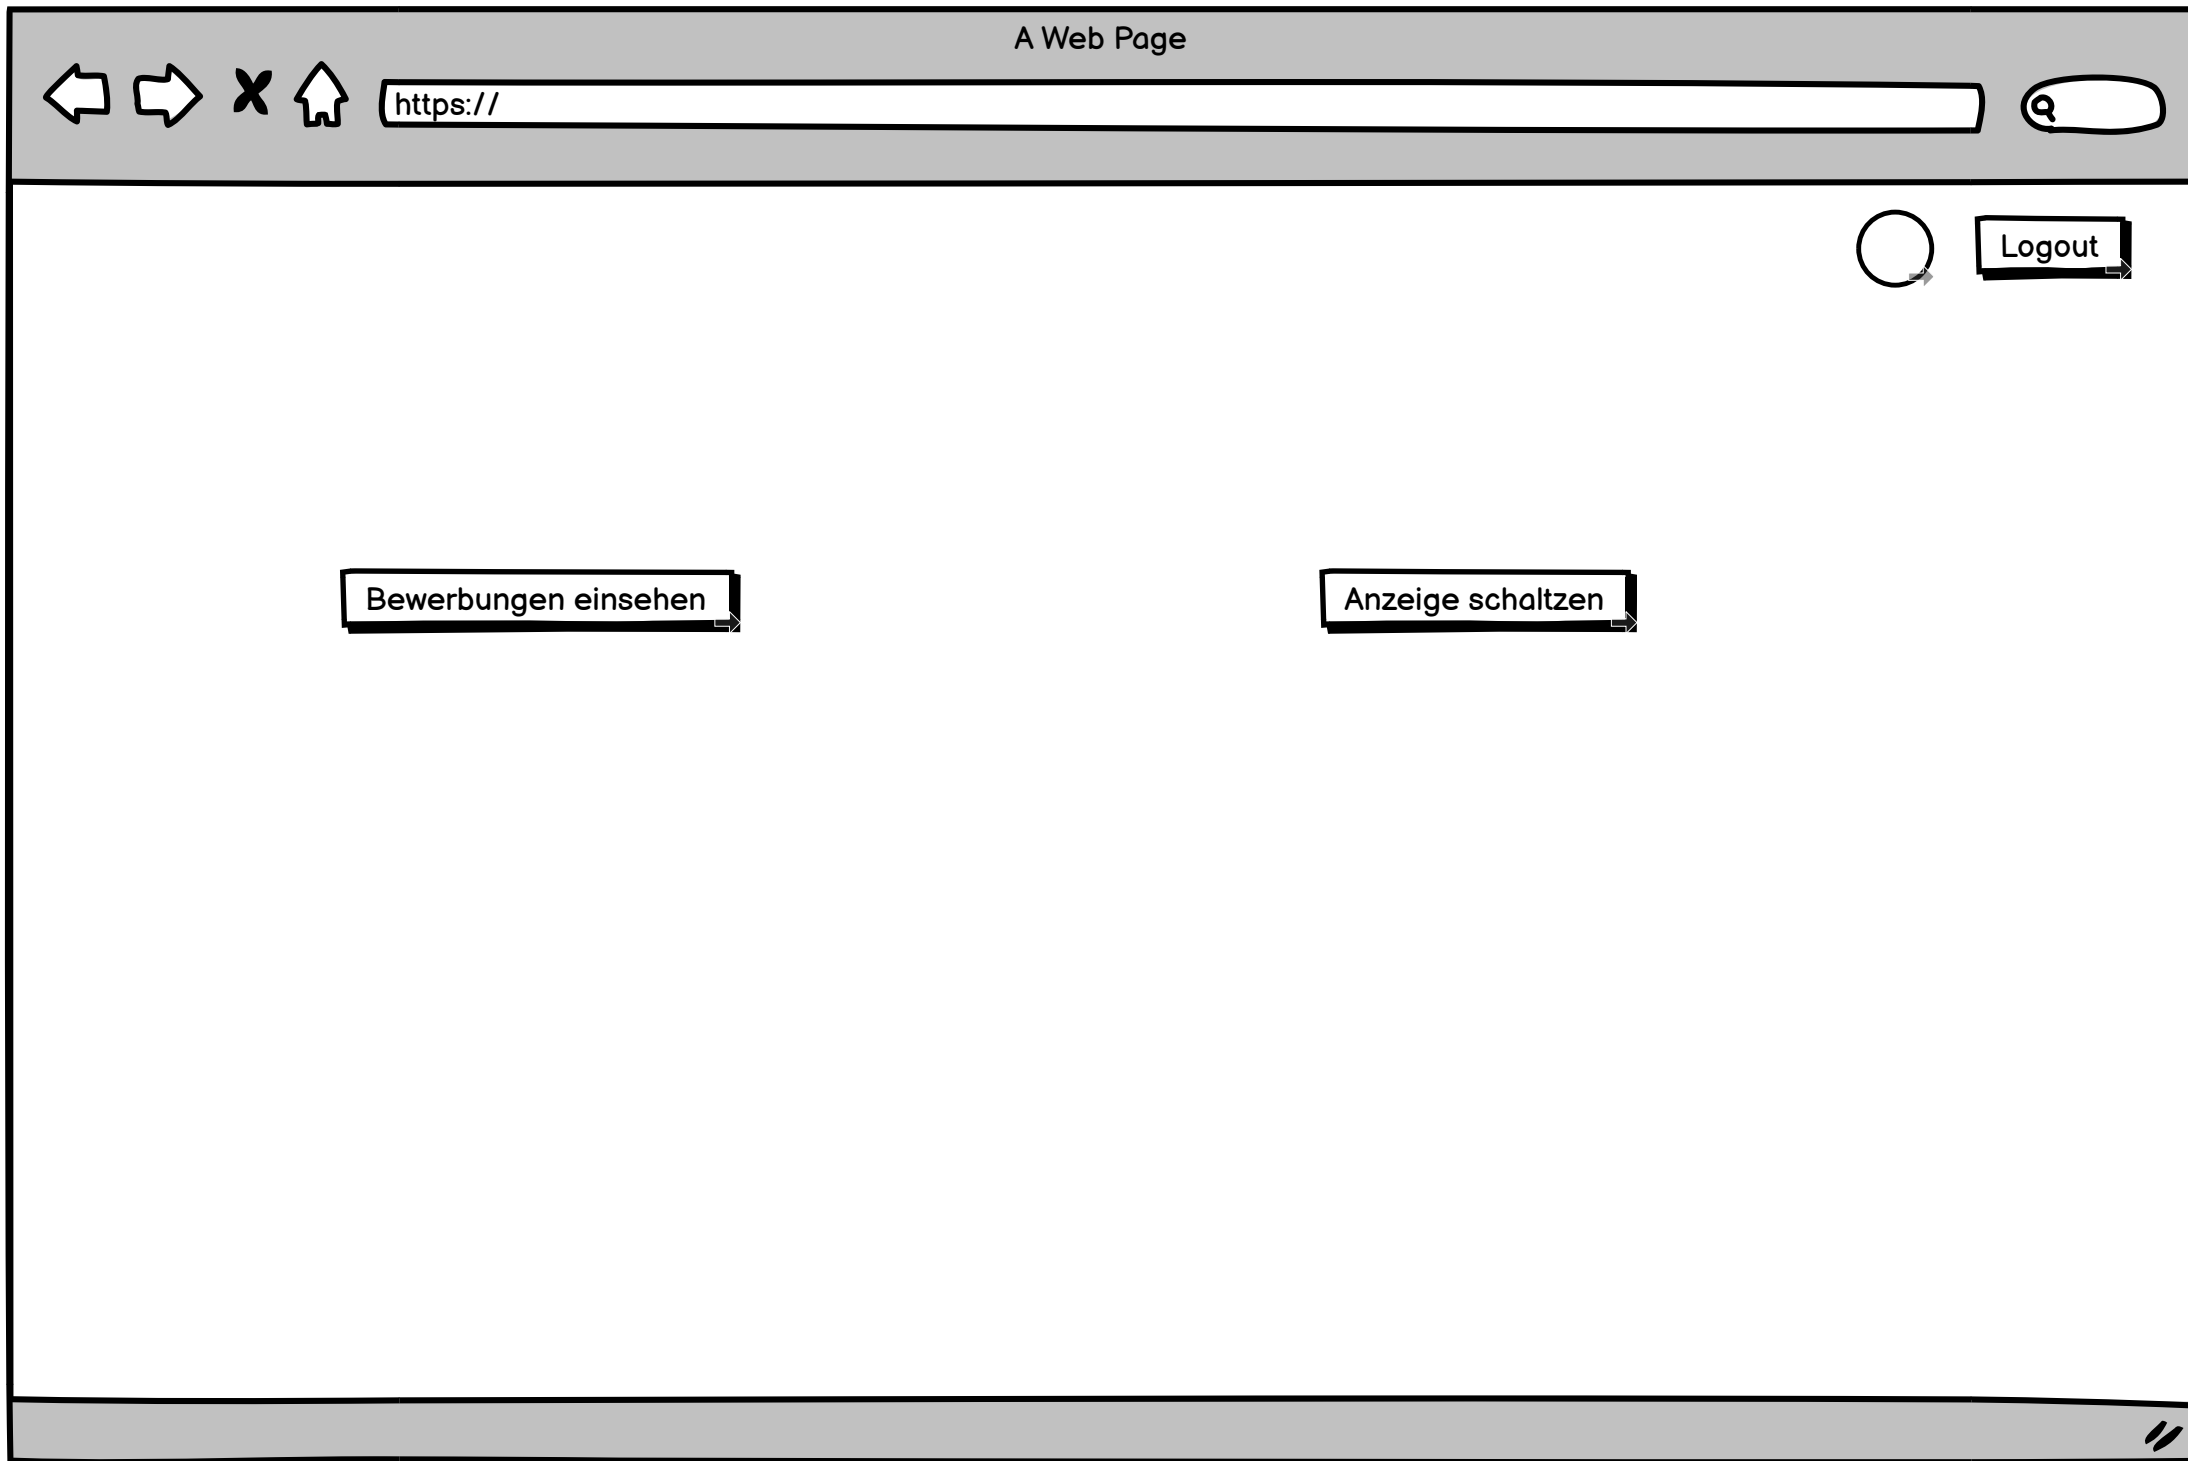 A Web Page
https://
Logout
Bewerbungen einsehen
Anzeige schaltzen